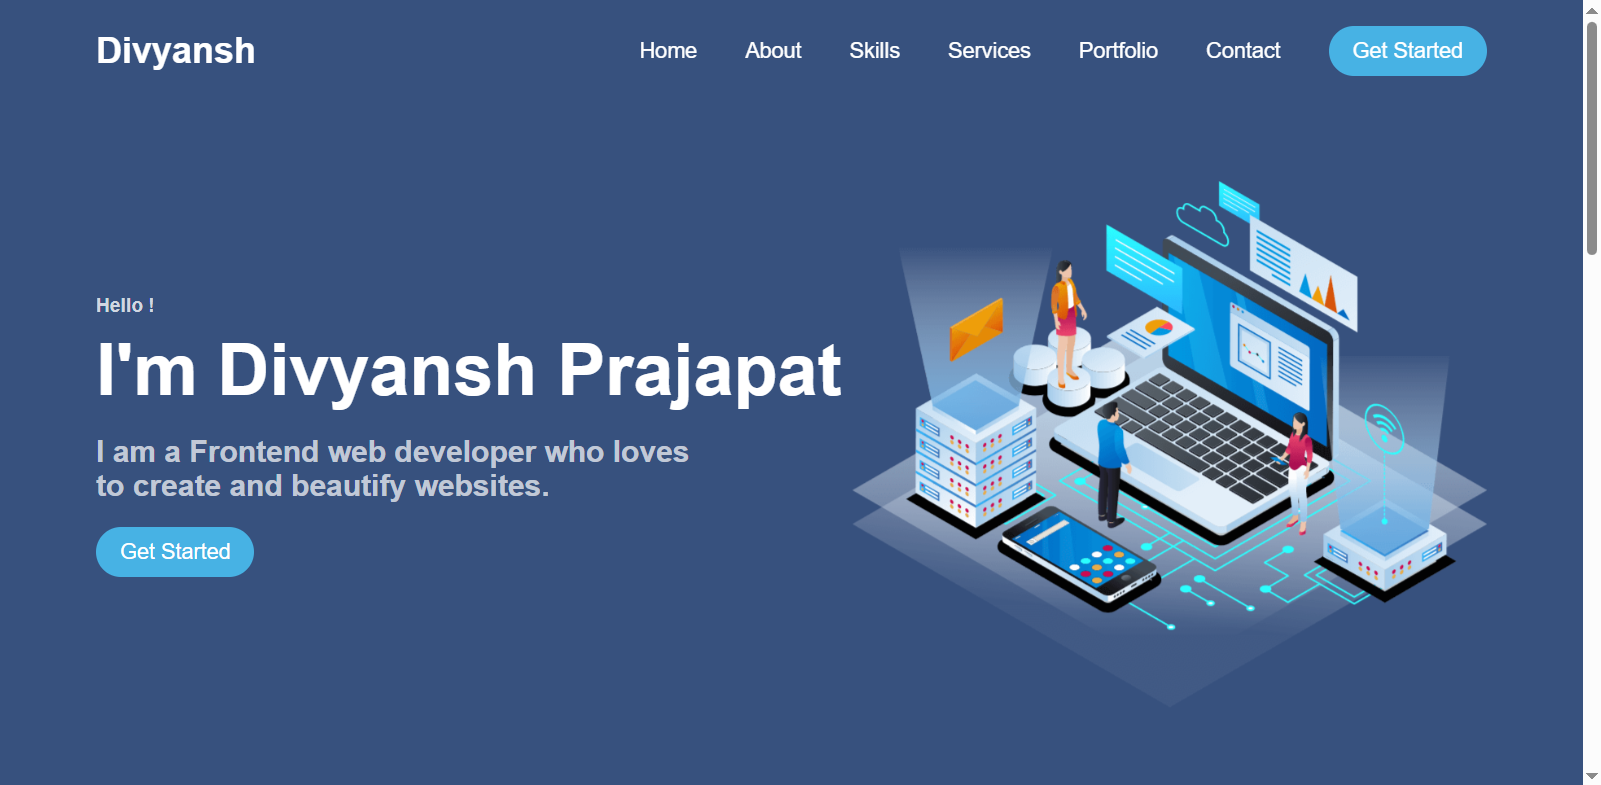 Divyansh
Home About Skills Services Portfolio Contact Get Started
Hello !
I'm Divyansh Prajapat
I am a Frontend web developer who loves
to create and beautify websites.
Get Started